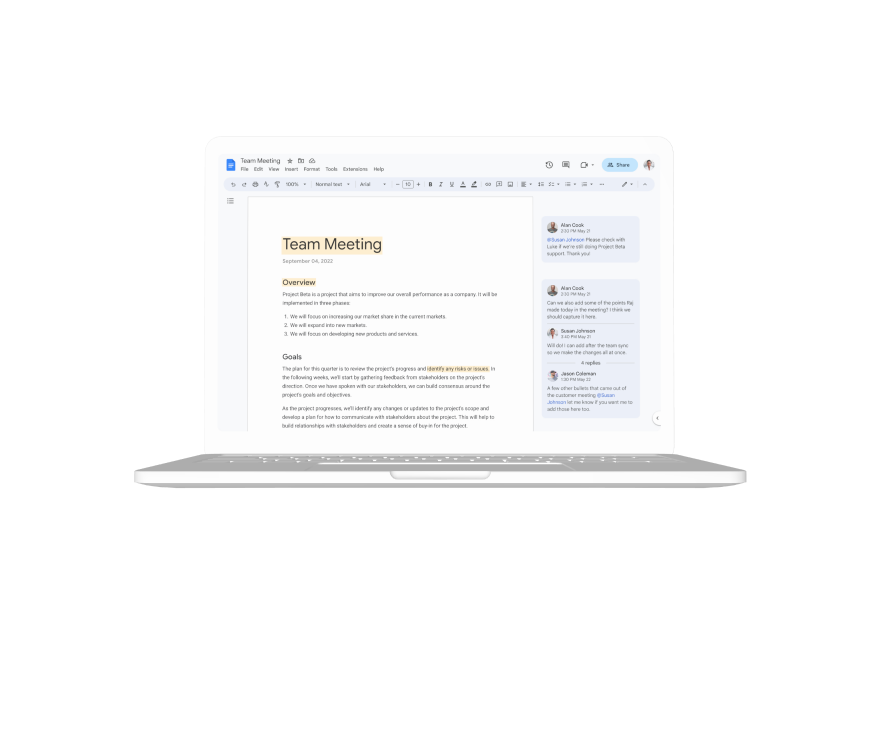 Team Meeting
File Edit View Insert Format Tools Extensions Help
Share
100% Normal text Arial 10 B I U A
Team Meeting
September 04, 2022
Overview
Project Beta is a project that aims to improve our overall performance as a company. It will be
implemented in three phases:
1. We will focus on increasing our market share in the current markets.
2. We will expand into new markets.
3. We will focus on developing new products and services.
Goals
The plan for this quarter is to review the project's progress and identify any risks or issues. In
the following weeks, we'll start by gathering feedback from stakeholders on the project's
direction. Once we have spoken with our stakeholders, we can build consensus around the
project's goals and objectives.
As the project progresses, we'll identify any changes or updates to the project's scope and
develop a plan for how to communicate with stakeholders about the project. This will help to
build relationships with stakeholders and create a sense of buy-in for the project.
Alan Cook
2:30 PM May 21
@Susan Johnson Please check with
Luke if we're still doing Project Beta
support. Thank you!
Alan Cook
2:30 PM May 21
Can we also add some of the points Raj
made today in the meeting? I think we
should capture it here.
Susan Johnson
3:40 PM May 21
Will do! I can add after the team sync
so we make the changes all at once.
4 replies
Jason Coleman
1:30 PM May 22
A few other bullets that came out of
the customer meeting @Susan
Johnson let me know if you want me to
add those here too.